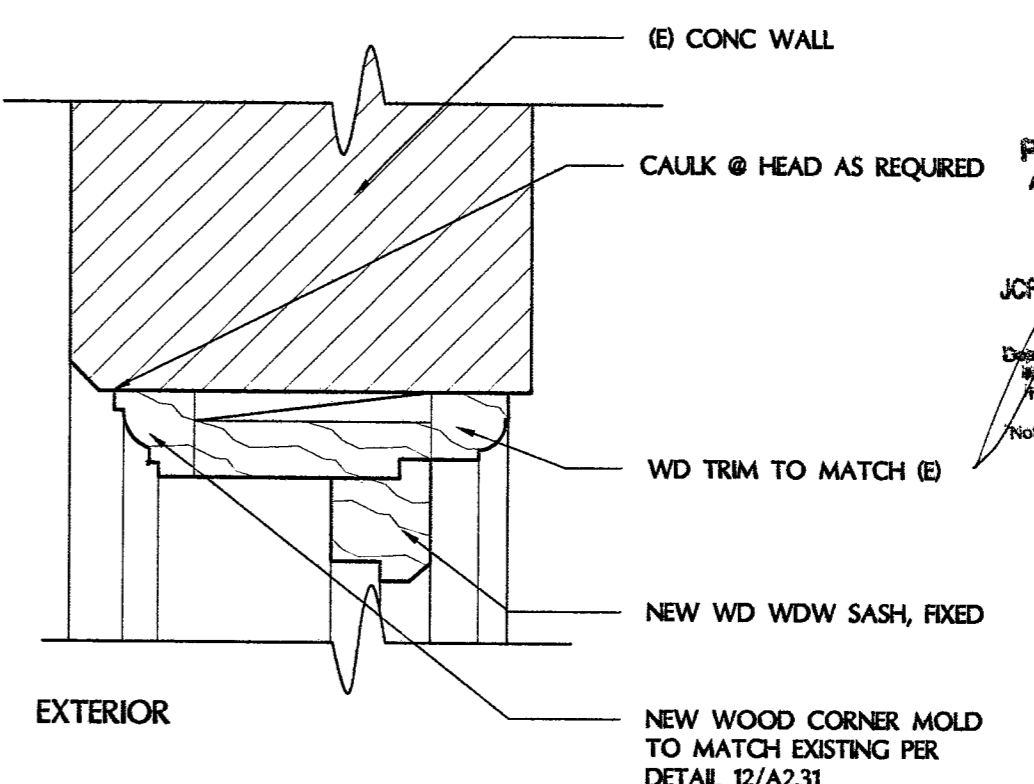 (E) CONC WALL
CAULK @ HEAD AS REQUIRED
JCF
WD TRIM TO MATCH (E)
NEW WD WDW SASH, FIXED
EXTERIOR
NEW WOOD CORNER MOLD
TO MATCH EXISTING PER
DETAIL 12/A2.31